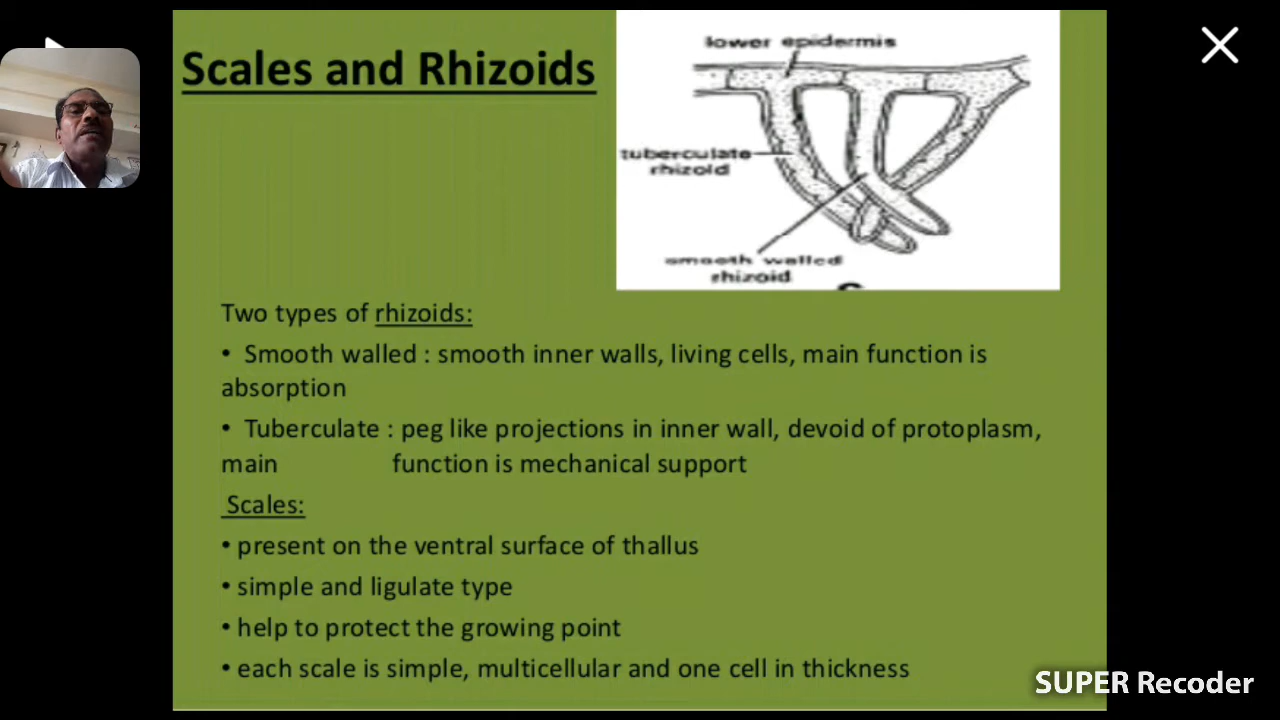 Scales and Rhizoids
lower epidermis
tuberculate
rhizoid
smooth walled
rhizoid
Two types of rhizoids:
• Smooth walled : smooth inner walls, living cells, main function is
absorption
• Tuberculate : peg like projections in inner wall, devoid of protoplasm,
main function is mechanical support
Scales:
• present on the ventral surface of thallus
• simple and ligulate type
• help to protect the growing point
• each scale is simple, multicellular and one cell in thickness
SUPER Recoder